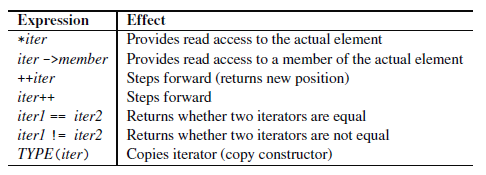 Expression Effect
*iter Provides read access to the actual element
iter ->member Provides read access to a member of the actual element
++iter Steps forward (returns new position)
iter++ Steps forward
iter1 == iter2 Returns whether two iterators are equal
iter1 != iter2 Returns whether two iterators are not equal
TYPE(iter) Copies iterator (copy constructor)